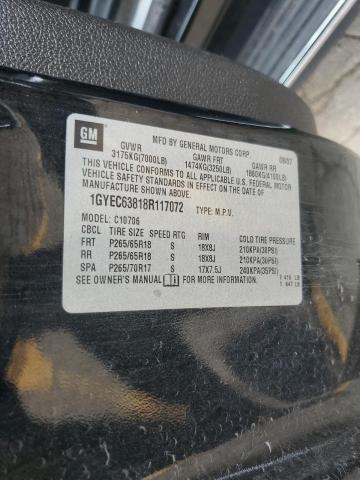 GM
MFD BY GENERAL MOTORS CORP
08/07
GVWR GAWR FRT GAWR RR
3175KG(7000LB) 1474KG(3250LB) 1860KG(4100LB)
THIS VEHICLE CONFORMS TO ALL APPLICABLE
U.S. FEDERAL MOTOR VEHICLE SAFETY STANDARDS IN EFFECT ON THE DATE OF
MANUFACTURE SHOWN ABOVE.
1GYEC63818R117072 TYPE: M.P.V.
MODEL: C10706
CBCL TIRE SIZE SPEED RTG RIM COLD TIRE PRESSURE
FRT P265/65R18 S 18X8J 210KPA(30PSI)
RR P265/65R18 S 18X8J 210KPA(30PSI)
SPA P265/70R17 S 17X7.5J 240KPA(35PSI)
SEE OWNER'S MANUAL FOR MORE INFORMATION